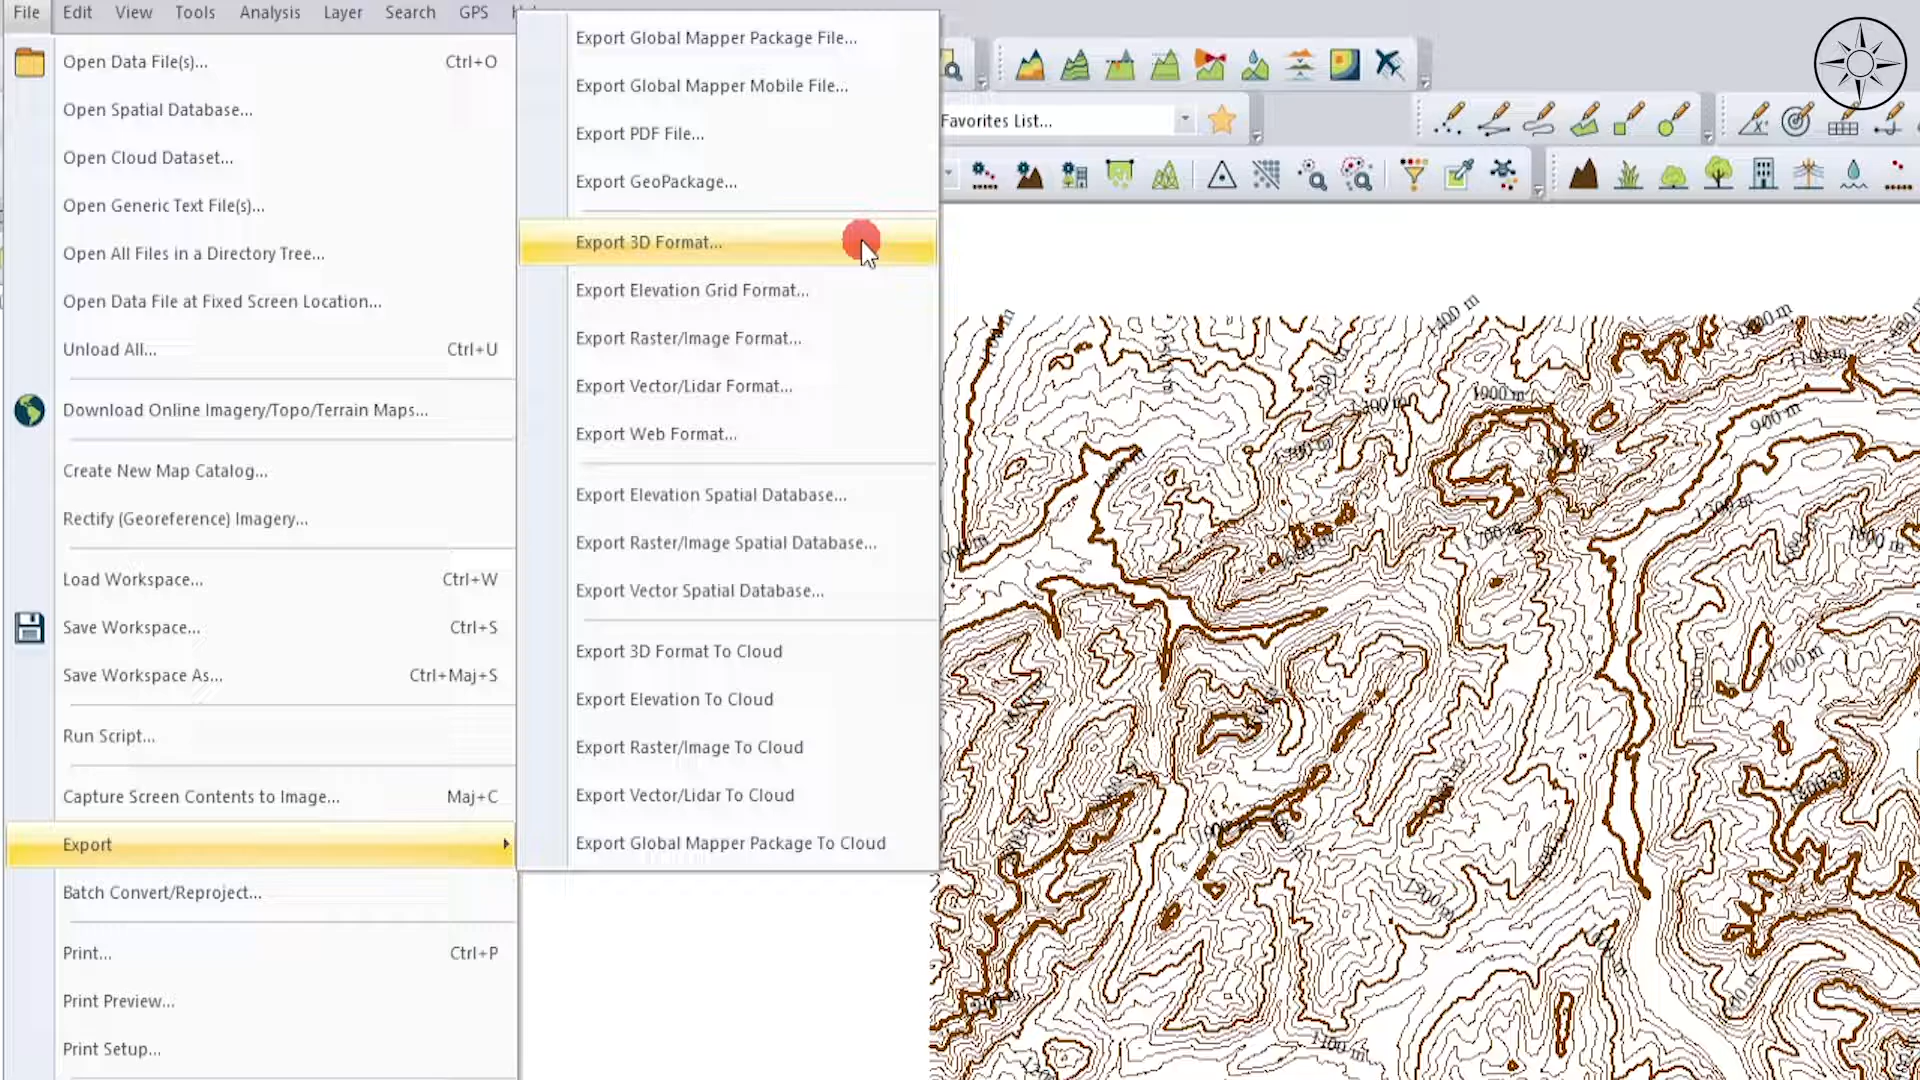 File Edit View Tools Analysis Layer Search GPS
Open Data File(s)... Ctrl+O
Open Spatial Database...
Open Cloud Dataset...
Open Generic Text File(s)...
Open All Files in a Directory Tree...
Open Data File at Fixed Screen Location...
Unload All... Ctrl+U
Download Online Imagery/Topo/Terrain Maps...
Create New Map Catalog...
Rectify (Georeference) Imagery...
Load Workspace... Ctrl+W
Save Workspace... Ctrl+S
Save Workspace As... Ctrl+Maj+S
Run Script...
Capture Screen Contents to Image... Maj+C
Export
Batch Convert/Reproject...
Print... Ctrl+P
Print Preview...
Print Setup...
Export Global Mapper Package File...
Export Global Mapper Mobile File...
Export PDF File...
Export GeoPackage...
Export 3D Format...
Export Elevation Grid Format...
Export Raster/Image Format...
Export Vector/Lidar Format...
Export Web Format...
Export Elevation Spatial Database...
Export Raster/Image Spatial Database...
Export Vector Spatial Database...
Export 3D Format To Cloud
Export Elevation To Cloud
Export Raster/Image To Cloud
Export Vector/Lidar To Cloud
Export Global Mapper Package To Cloud
Favorites List...
1400 m
1900 m
900 m
1300 m
1700 m
1100 m